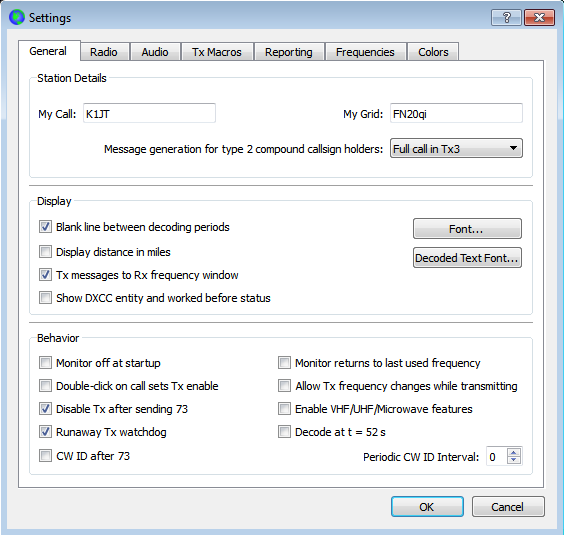 Settings
General Radio Audio Tx Macros Reporting Frequencies Colors
Station Details
My Call: K1JT My Grid: FN20qi
Message generation for type 2 compound callsign holders: Full call in Tx3
Display
Blank line between decoding periods Font...
Display distance in miles Decoded Text Font...
Tx messages to Rx frequency window
Show DXCC entity and worked before status
Behavior
Monitor off at startup Monitor returns to last used frequency
Double-click on call sets Tx enable Allow Tx frequency changes while transmitting
Disable Tx after sending 73 Enable VHF/UHF/Microwave features
Runaway Tx watchdog Decode at t = 52 s
CW ID after 73 Periodic CW ID Interval: 0
OK Cancel